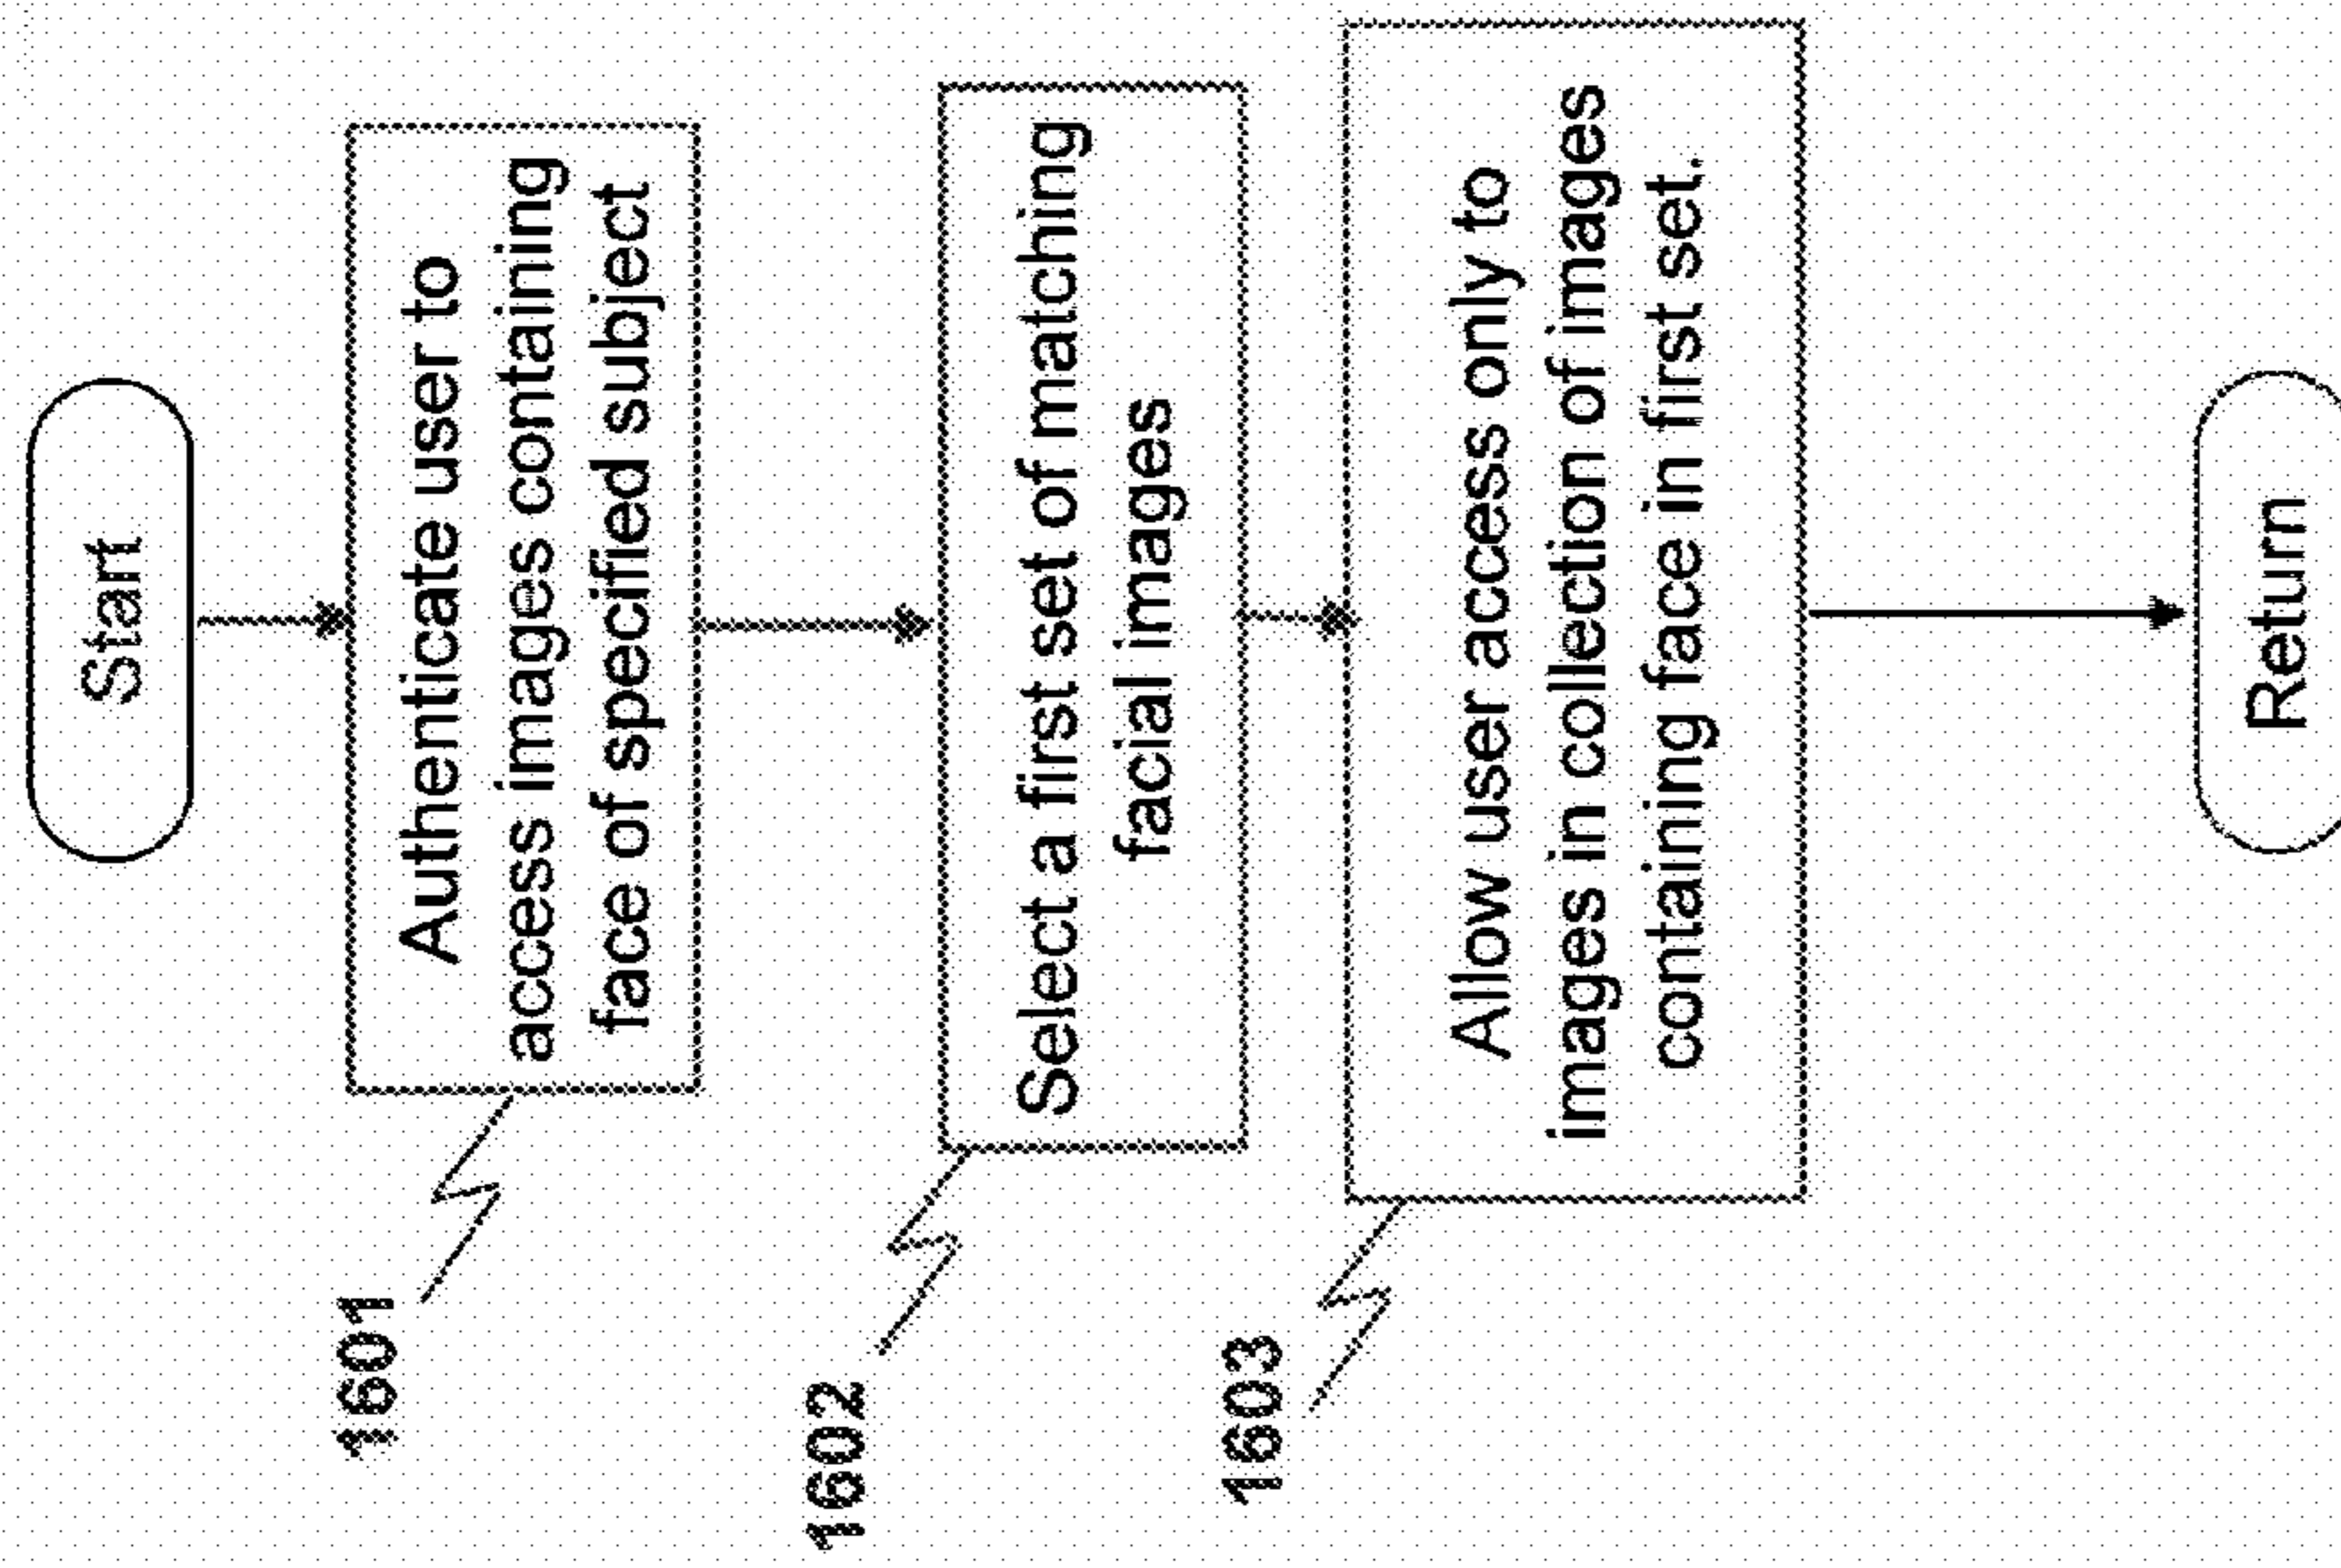 Start
1601
Authenticate user to
access images containing
face of specified subject
1602
Select a first set of matching
facial images
1603
Allow user access only to
images in collection of images
containing face in first set.
Return